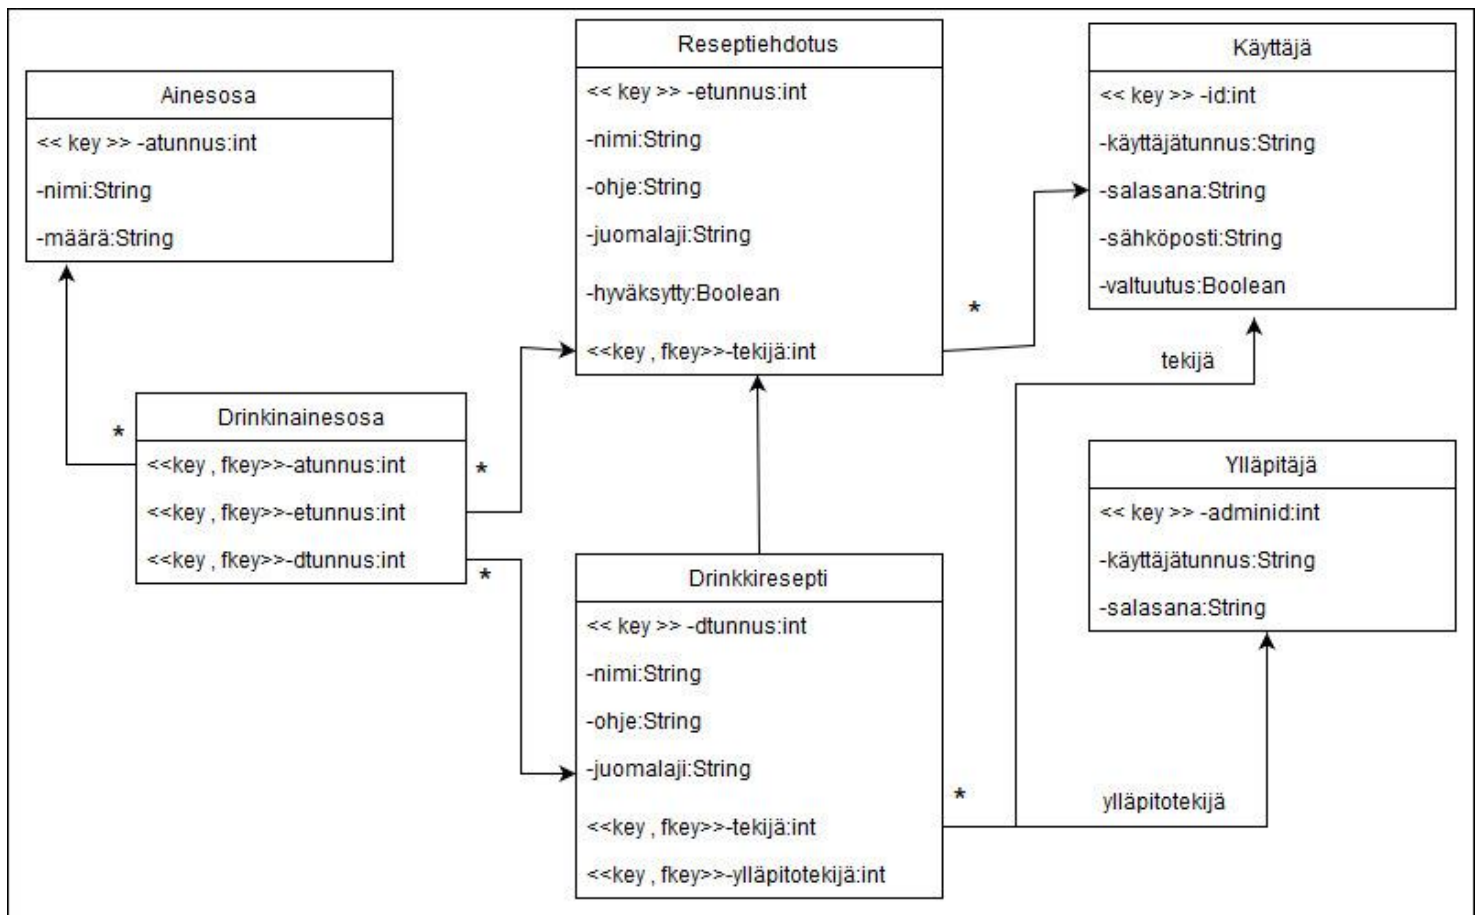 Ainesosa
<< key >> -atunnus:int
-nimi:String
-määrä:String
Reseptiehdotus
<< key >> -etunnus:int
-nimi:String
-ohje:String
-juomalaji:String
-hyväksytty:Boolean
<<key , fkey>>-tekijä:int
*
Käyttäjä
<< key >> -id:int
-käyttäjätunnus:String
-salasana:String
-sähköposti:String
-valtuutus:Boolean
tekijä
*
Drinkinainesosa
<<key , fkey>>-atunnus:int
<<key , fkey>>-etunnus:int
<<key , fkey>>-dtunnus:int
*
*
Drinkkiresepti
<< key >> -dtunnus:int
-nimi:String
-ohje:String
-juomalaji:String
<<key , fkey>>-tekijä:int
<<key , fkey>>-ylläpitotekijä:int
*
Ylläpitäjä
<< key >> -adminid:int
-käyttäjätunnus:String
-salasana:String
ylläpitotekijä